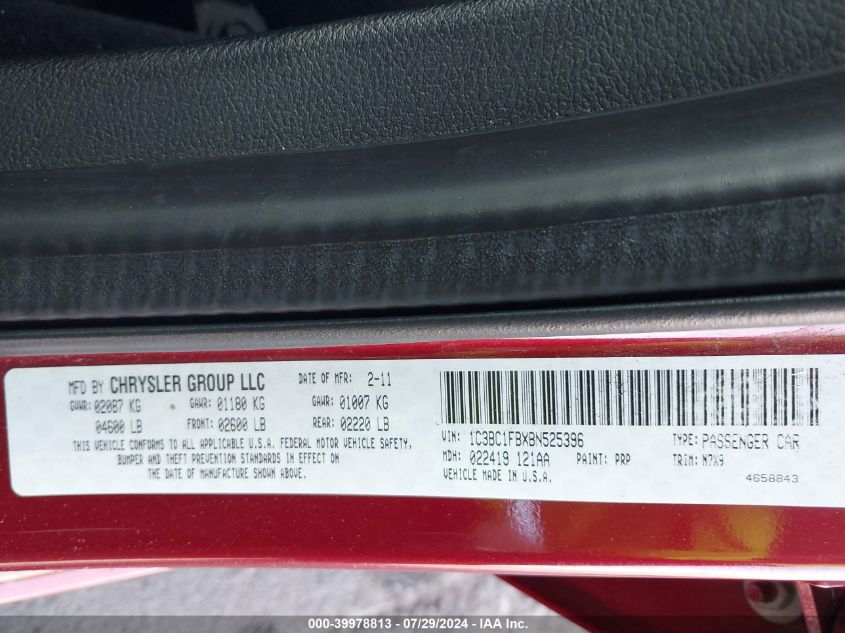 MFD BY CHRYSLER GROUP LLC DATE OF MFR: 2-11
GVWR: 02087 KG GAWR: 01180 KG GAWR: 01007 KG
04600 LB FRONT: 02600 LB REAR: 02220 LB
THIS VEHICLE CONFORMS TO ALL APPLICABLE U.S.A. FEDERAL MOTOR VEHICLE SAFETY,
BUMPER AND THEFT PREVENTION STANDARDS IN EFFECT ON
THE DATE OF MANUFACTURE SHOWN ABOVE.
VIN: 1C3BC1FBXBN525396 TYPE: PASSENGER CAR
MDH: 022419 121AA PAINT: PRP TRIM: N7X9
VEHICLE MADE IN U.S.A. 4658843
000-39978813 - 07/29/2024 - IAA Inc.